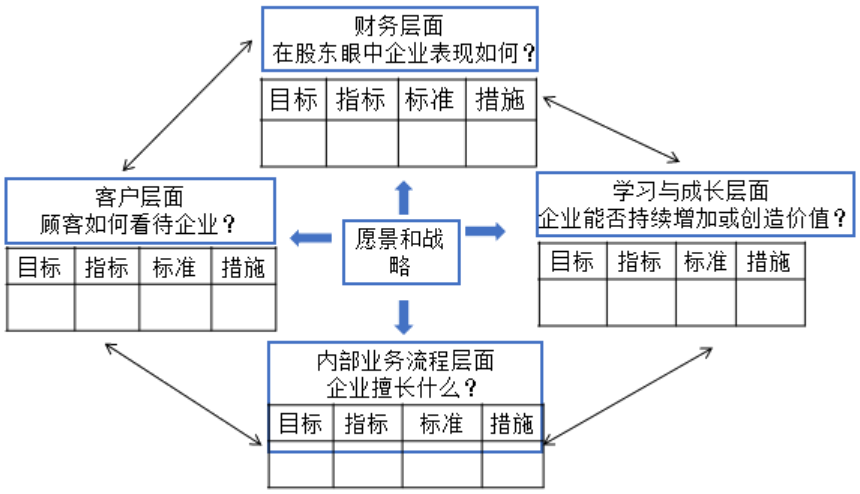 财务层面
在股东眼中企业表现如何？
目标 指标 标准 措施
客户层面
顾客如何看待企业？
目标 指标 标准 措施
愿景和战
略
学习与成长层面
企业能否持续增加或创造价值？
目标 指标 标准 措施
内部业务流程层面
企业擅长什么？
目标 指标 标准 措施